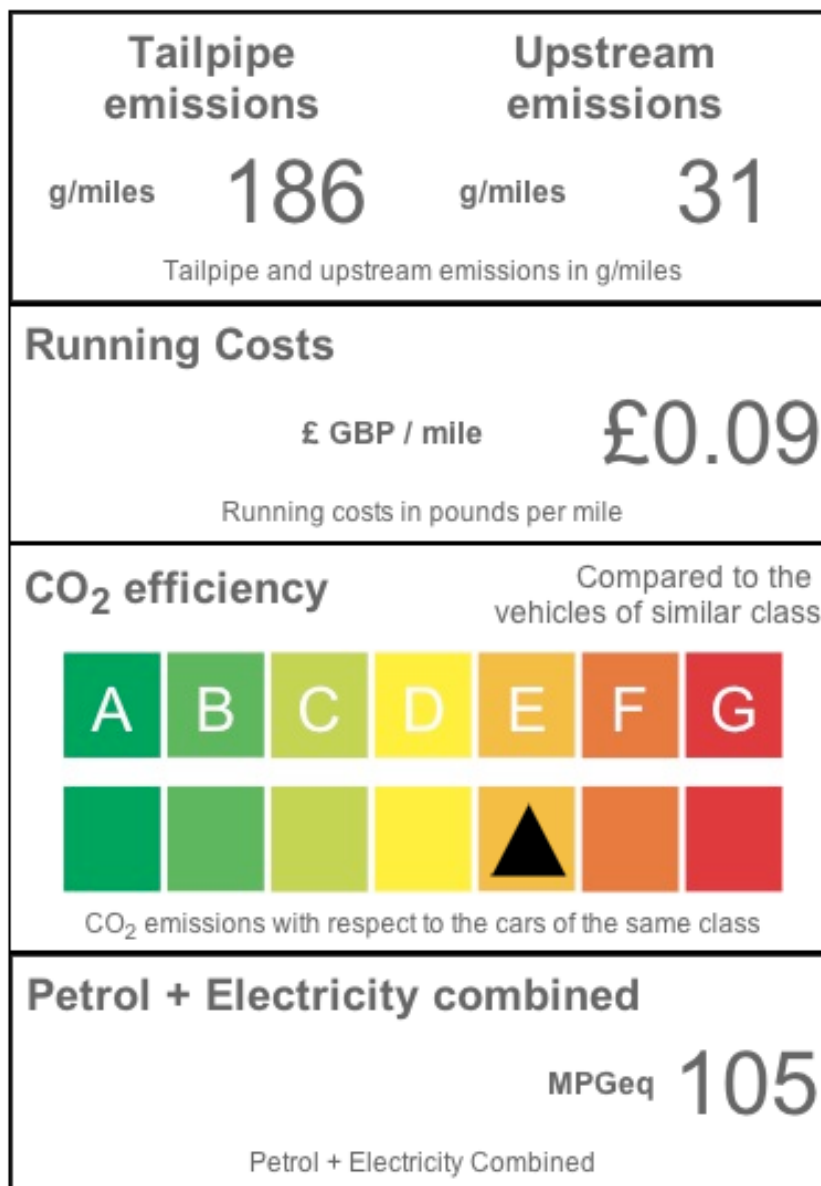 Tailpipe emissions
Upstream emissions
g/miles 186
g/miles 31
Tailpipe and upstream emissions in g/miles
Running Costs
£ GBP / mile £0.09
Running costs in pounds per mile
CO₂ efficiency
Compared to the
vehicles of similar class
A B C D E F G
CO₂ emissions with respect to the cars of the same class
Petrol + Electricity combined
MPGeq 105
Petrol + Electricity Combined